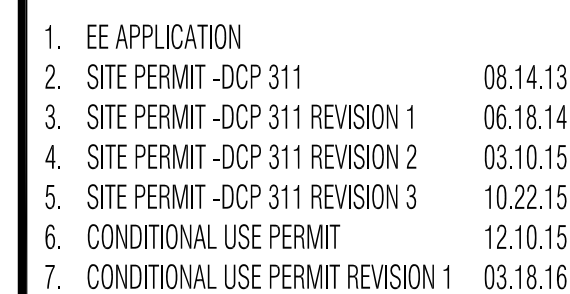 1. EE APPLICATION
2. SITE PERMIT -DCP 311 08.14.13
3. SITE PERMIT -DCP 311 REVISION 1 06.18.14
4. SITE PERMIT -DCP 311 REVISION 2 03.10.15
5. SITE PERMIT -DCP 311 REVISION 3 10.22.15
6. CONDITIONAL USE PERMIT 12.10.15
7. CONDITIONAL USE PERMIT REVISION 1 03.18.16